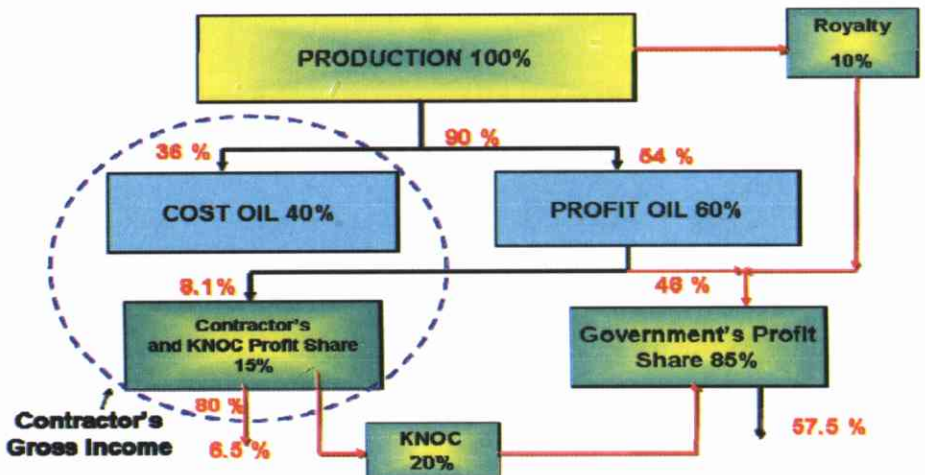 PRODUCTION 100%
Royalty
10%
90 %
36 %
54 %
COST OIL 40%
PROFIT OIL 60%
8.1%
46 %
Contractor's
and KNOC Profit Share
15%
Government's Profit
Share 85%
Contractor's
Gross Income
80 %
6.5 %
KNOC
20%
57.5 %